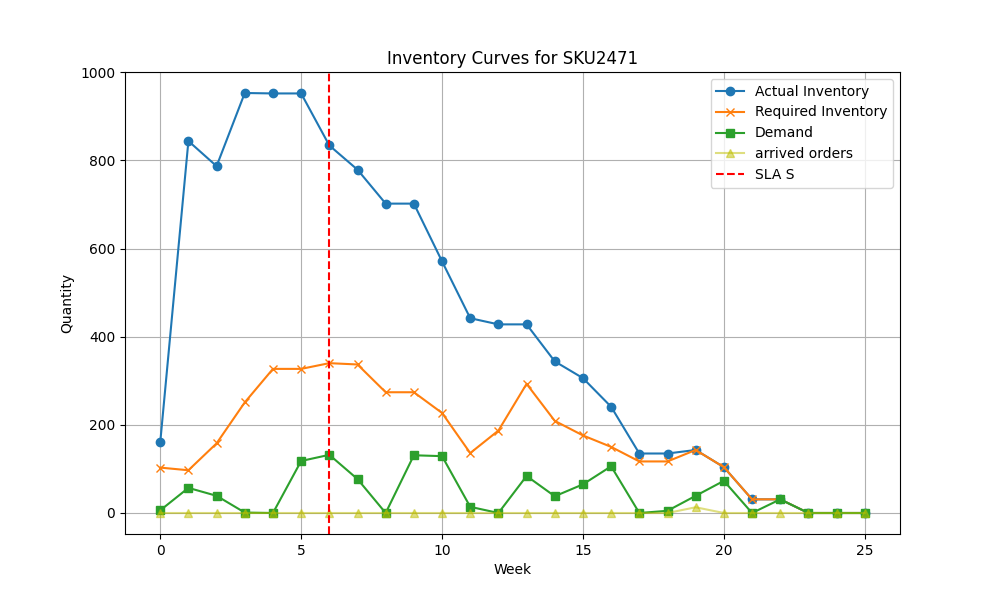 Inventory Curves for SKU2471
Actual Inventory
Required Inventory
Demand
arrived orders
SLA S
Quantity
1000
800
600
400
200
0
0 5 10 15 20 25
Week